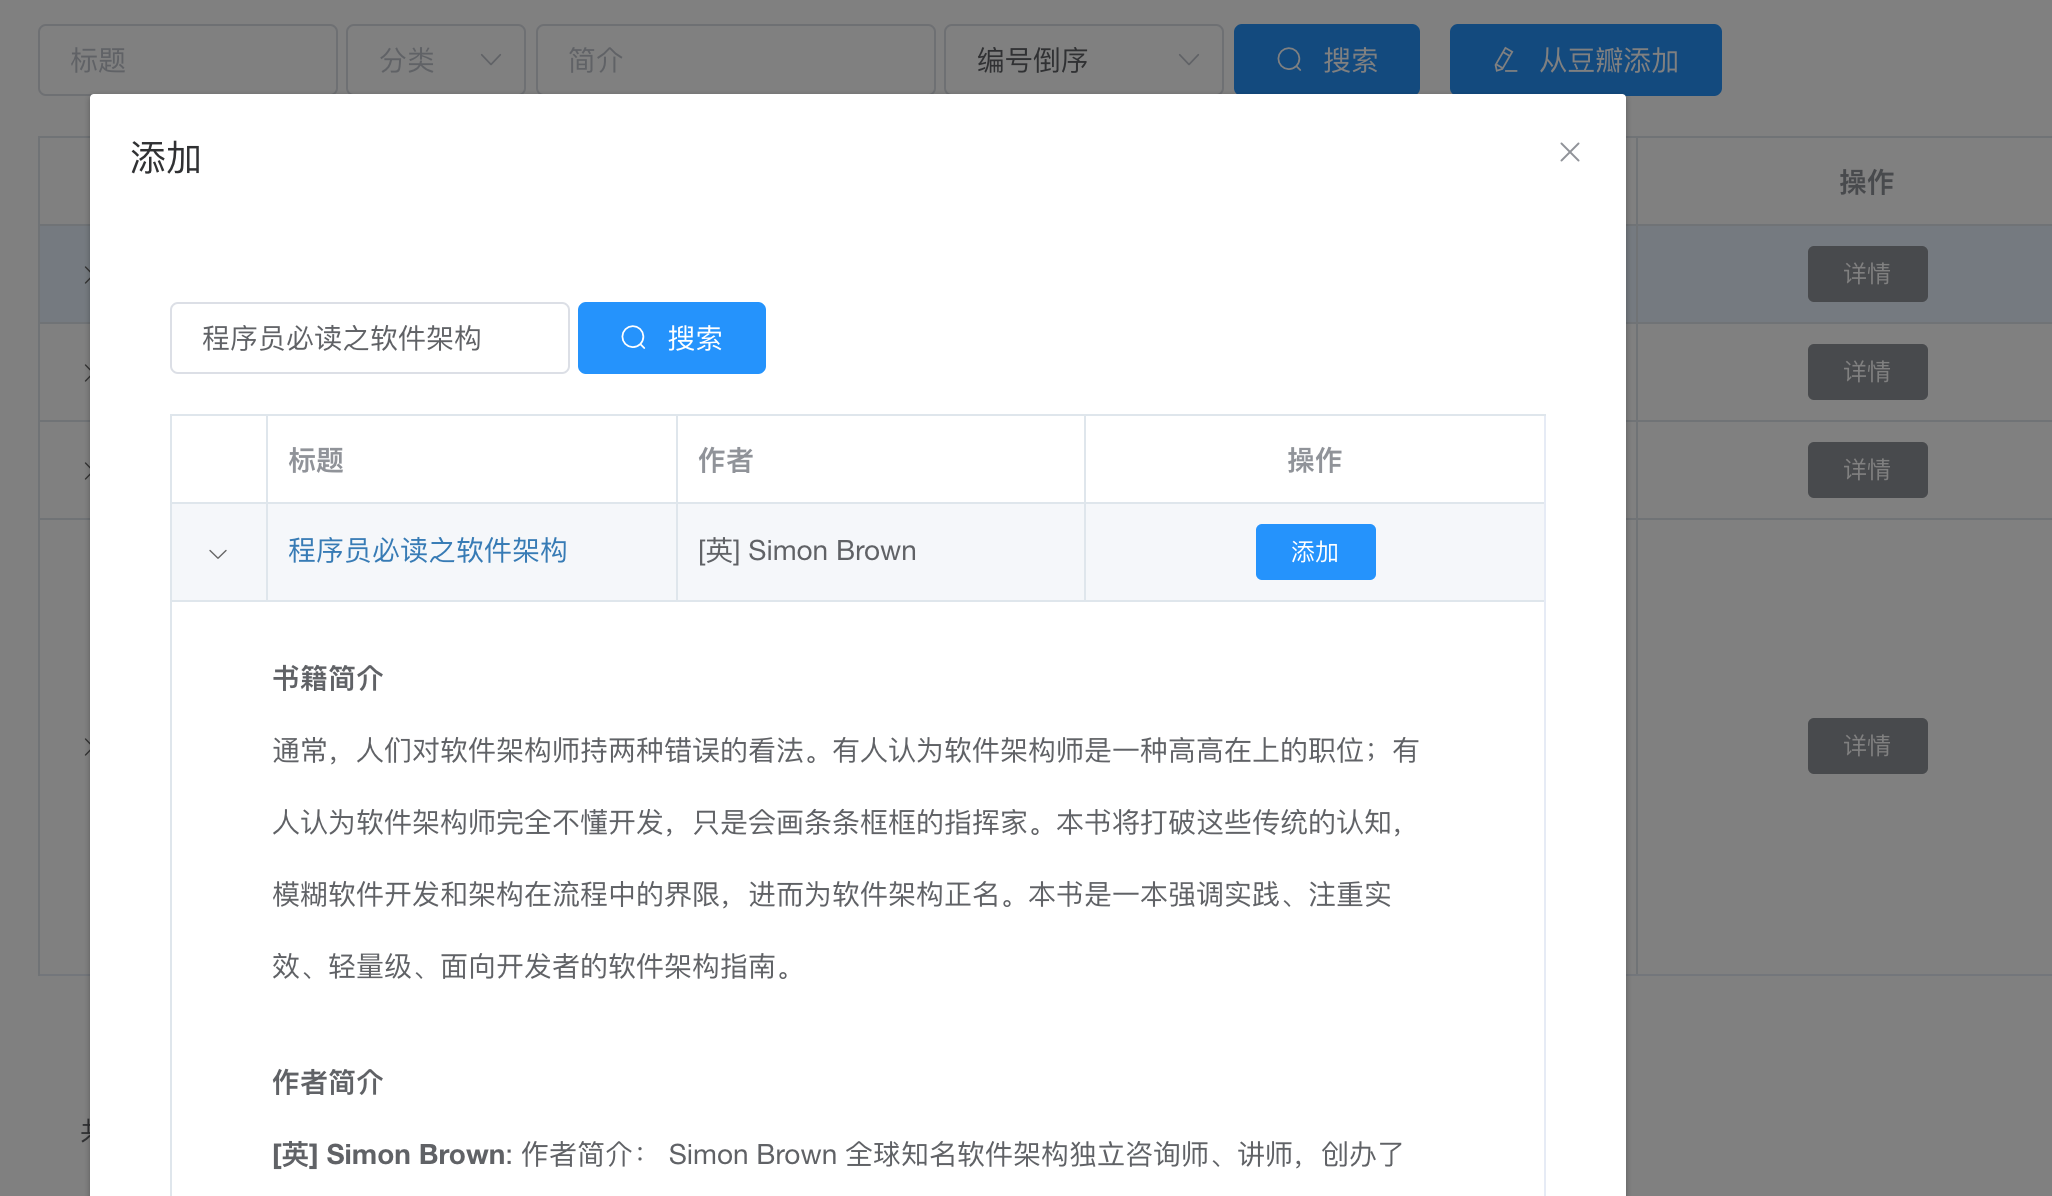 标题 分类 简介 编号倒序 搜索 从豆瓣添加
添加
操作
详情
详情
详情
详情
程序员必读之软件架构 搜索
标题 作者 操作
程序员必读之软件架构 [英] Simon Brown 添加
书籍简介
通常，人们对软件架构师持两种错误的看法。有人认为软件架构师是一种高高在上的职位；有
人认为软件架构师完全不懂开发，只是会画条条框框的指挥家。本书将打破这些传统的认知，
模糊软件开发和架构在流程中的界限，进而为软件架构正名。本书是一本强调实践、注重实
效、轻量级、面向开发者的软件架构指南。
作者简介
[英] Simon Brown: 作者简介： Simon Brown 全球知名软件架构独立咨询师、讲师，创办了